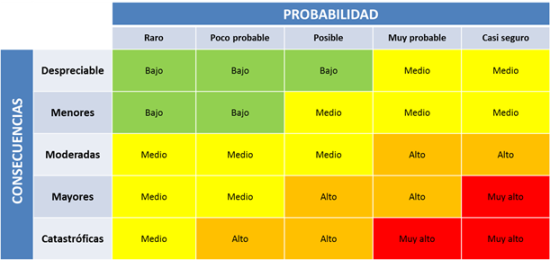 PROBABILIDAD
Raro Poco probable Posible Muy probable Casi seguro
CONSECUENCIAS
Despreciable Bajo Bajo Bajo Medio Medio
Menores Bajo Bajo Medio Medio Medio
Moderadas Medio Medio Medio Alto Alto
Mayores Medio Medio Alto Alto Muy alto
Catastróficas Medio Alto Alto Muy alto Muy alto